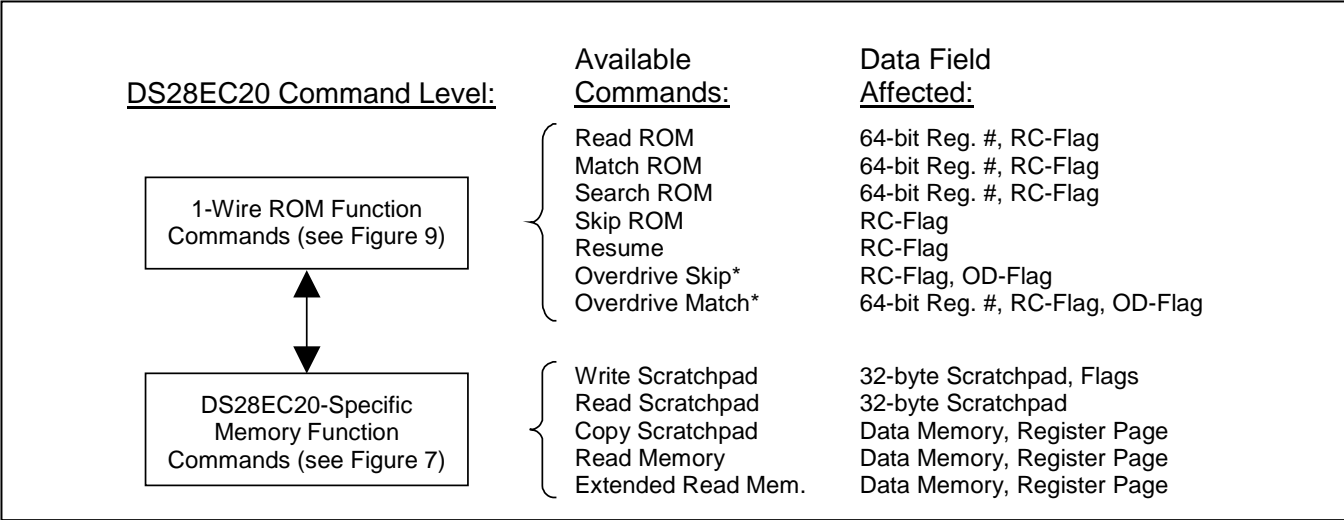 Available Data Field
DS28EC20 Command Level: Commands: Affected:
Read ROM 64-bit Reg. #, RC-Flag
Match ROM 64-bit Reg. #, RC-Flag
Search ROM 64-bit Reg. #, RC-Flag
1-Wire ROM Function
Commands (see Figure 9)
Skip ROM RC-Flag
Resume RC-Flag
Overdrive Skip* RC-Flag, OD-Flag
Overdrive Match* 64-bit Reg. #, RC-Flag, OD-Flag
Write Scratchpad 32-byte Scratchpad, Flags
Read Scratchpad 32-byte Scratchpad
DS28EC20-Specific
Memory Function
Commands (see Figure 7)
Copy Scratchpad Data Memory, Register Page
Read Memory Data Memory, Register Page
Extended Read Mem. Data Memory, Register Page